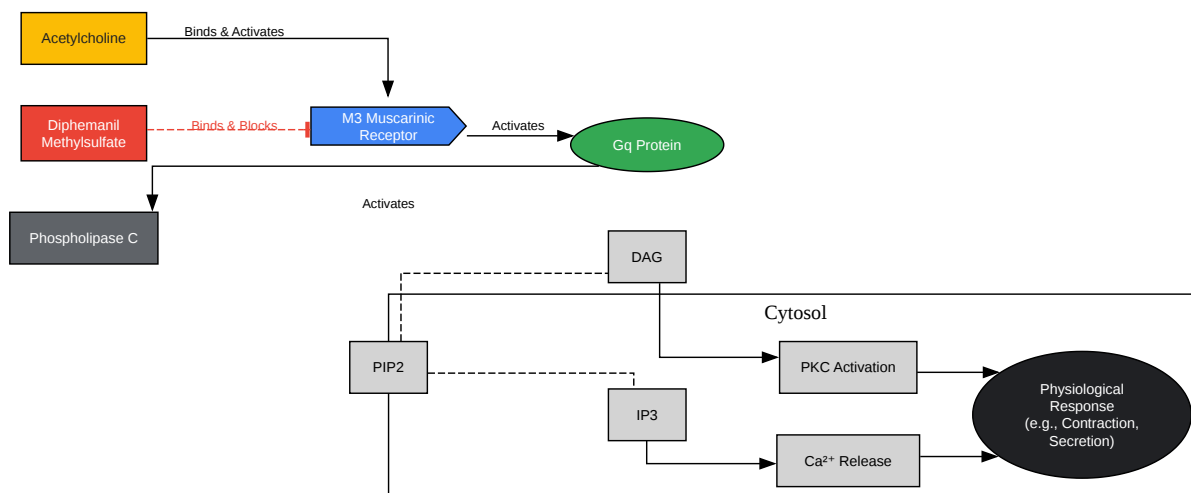 Acetylcholine
Binds & Activates
Diphemanil
Methylsulfate
Binds & Blocks
M3 Muscarinic
Receptor
Activates
Gq Protein
Activates
Phospholipase C
DAG
Cytosol
PIP2
PKC Activation
IP3
Ca²⁺ Release
Physiological
Response
(e.g., Contraction,
Secretion)